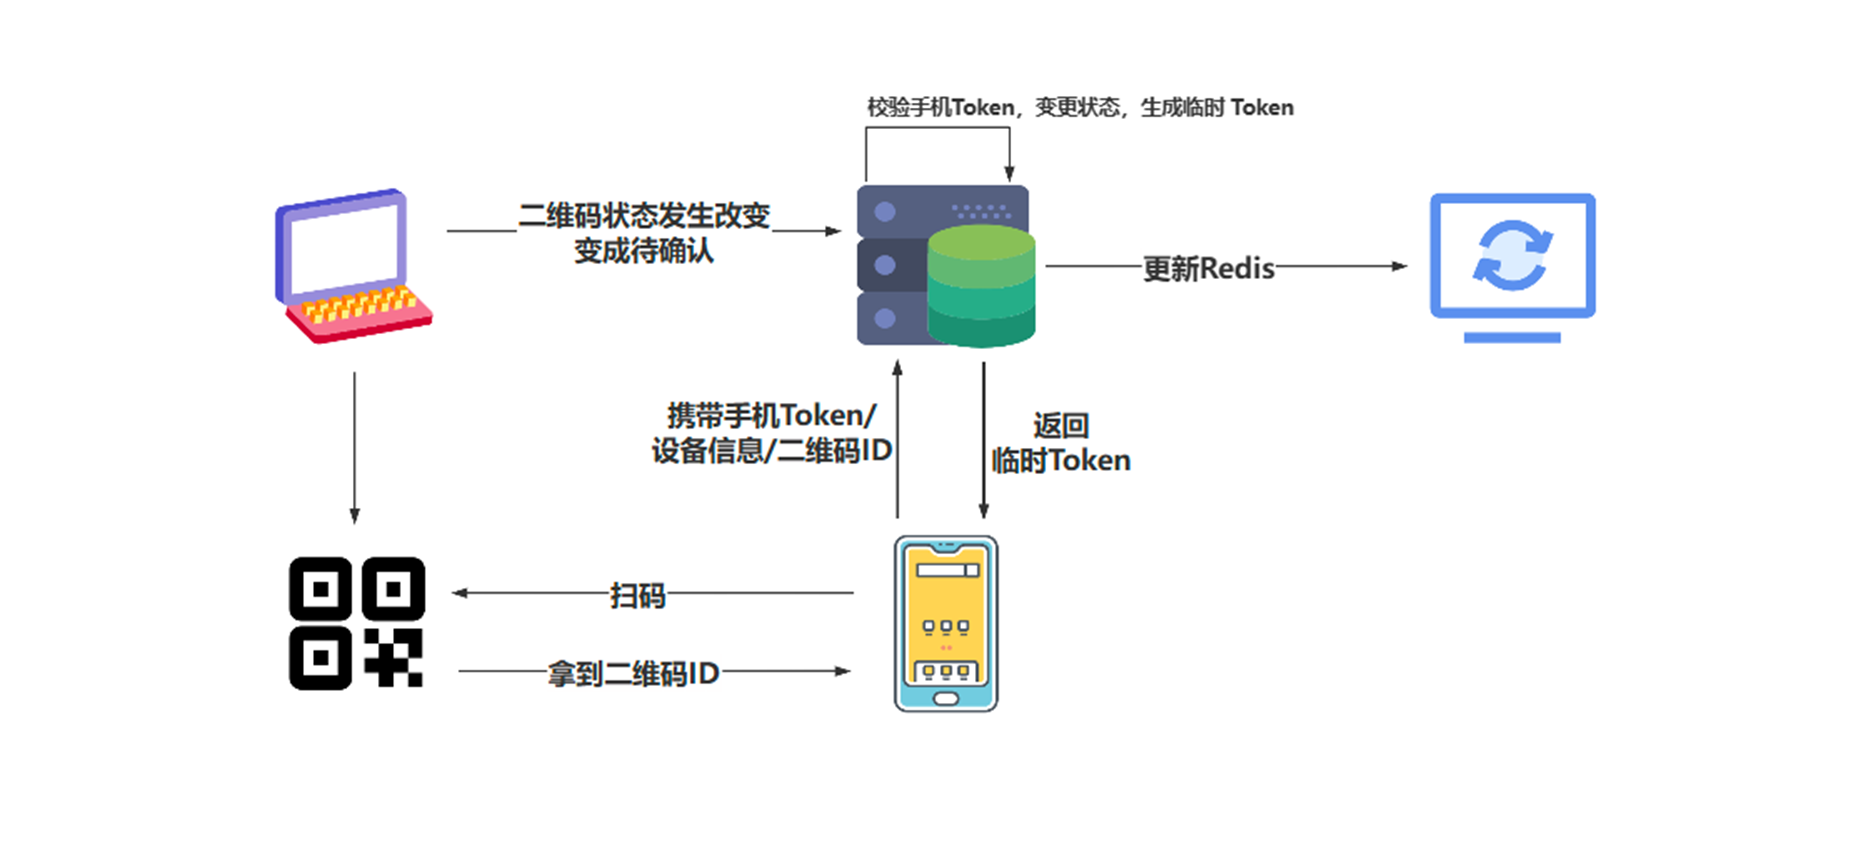 校验手机Token，变更状态，生成临时 Token
二维码状态发生改变
变成待确认
更新Redis
携带手机Token/
设备信息/二维码ID
返回
临时Token
扫码
拿到二维码ID